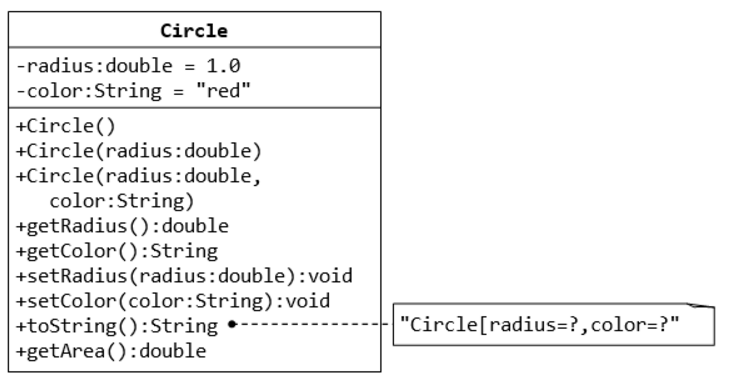 Circle
-radius:double = 1.0
-color:String = "red"
+Circle()
+Circle(radius:double)
+Circle(radius:double,
color:String)
+getRadius():double
+getColor():String
+setRadius(radius:double):void
+setColor(color:String):void
+toString():String
"Circle[radius=?,color=?"
+getArea():double